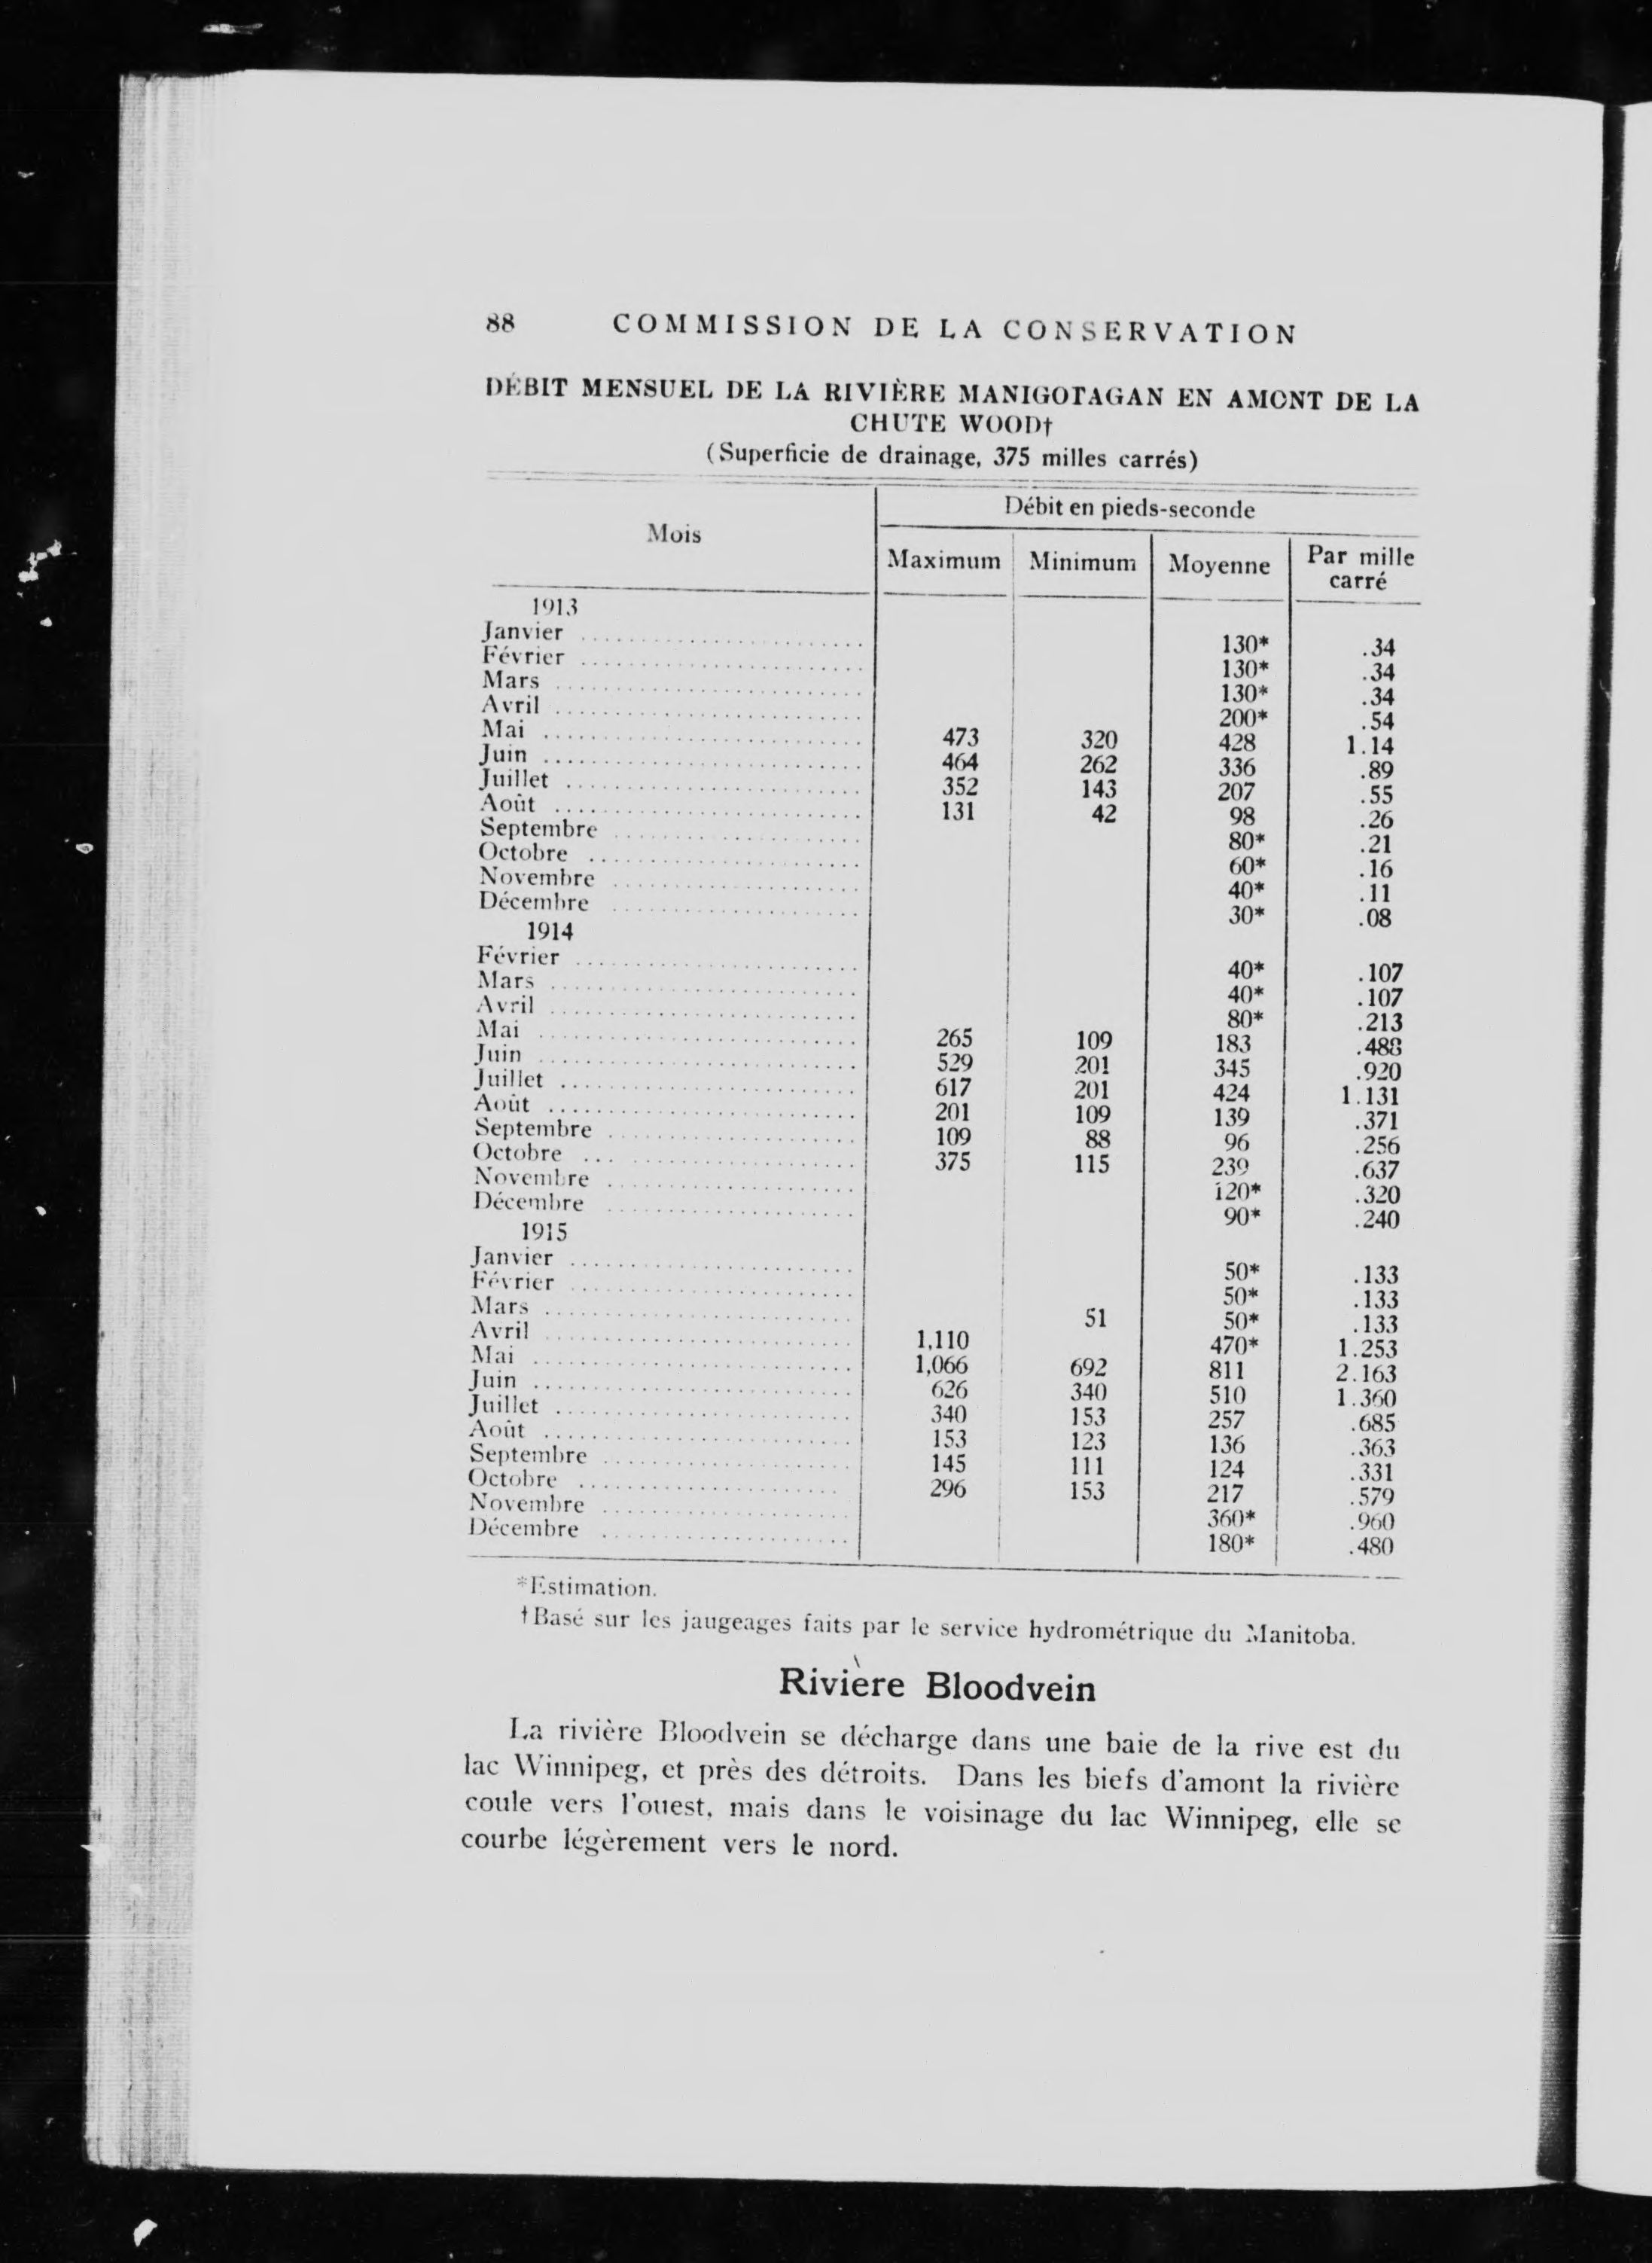 88 COMMISSION DE LA CONSERVATION
DÉBIT MENSUEL DE LA RIVIÈRE MANIGOTAGAN EN AMONT DE LA
CHUTE WOOD†
(Superficie de drainage, 375 milles carrés)
Mois
Débit en pieds-seconde
Maximum Minimum Moyenne Par mille
carré
1913
Janvier 130* .34
Février 130* .34
Mars 130* .34
Avril 200* .54
Mai 473 320 428 1.14
Juin 464 262 336 .89
Juillet 352 143 207 .55
Août 131 42 98 .26
Septembre 80* .21
Octobre 60* .16
Novembre 40* .11
Décembre 30* .08
1914
Février 40* .107
Mars 40* .107
Avril 80* .213
Mai 265 109 183 .488
Juin 529 201 345 .920
Juillet 617 201 424 1.131
Août 201 109 139 .371
Septembre 109 88 96 .256
Octobre 375 115 239 .637
Novembre 120* .320
Décembre 90* .240
1915
Janvier 50* .133
Février 50* .133
Mars 51 50* .133
Avril 1,110 470* 1.253
Mai 1,066 692 811 2.163
Juin 626 340 510 1.360
Juillet 340 153 257 .685
Août 153 123 136 .363
Septembre 145 111 124 .331
Octobre 296 153 217 .579
Novembre 360* .960
Décembre 180* .480
*Estimation.
†Basé sur les jaugeages faits par le service hydrométrique du Manitoba.
Rivière Bloodvein
La rivière Bloodvein se décharge dans une baie de la rive est du
lac Winnipeg, et près des détroits. Dans les biefs d'amont la rivière
coule vers l'ouest, mais dans le voisinage du lac Winnipeg, elle se
courbe légèrement vers le nord.